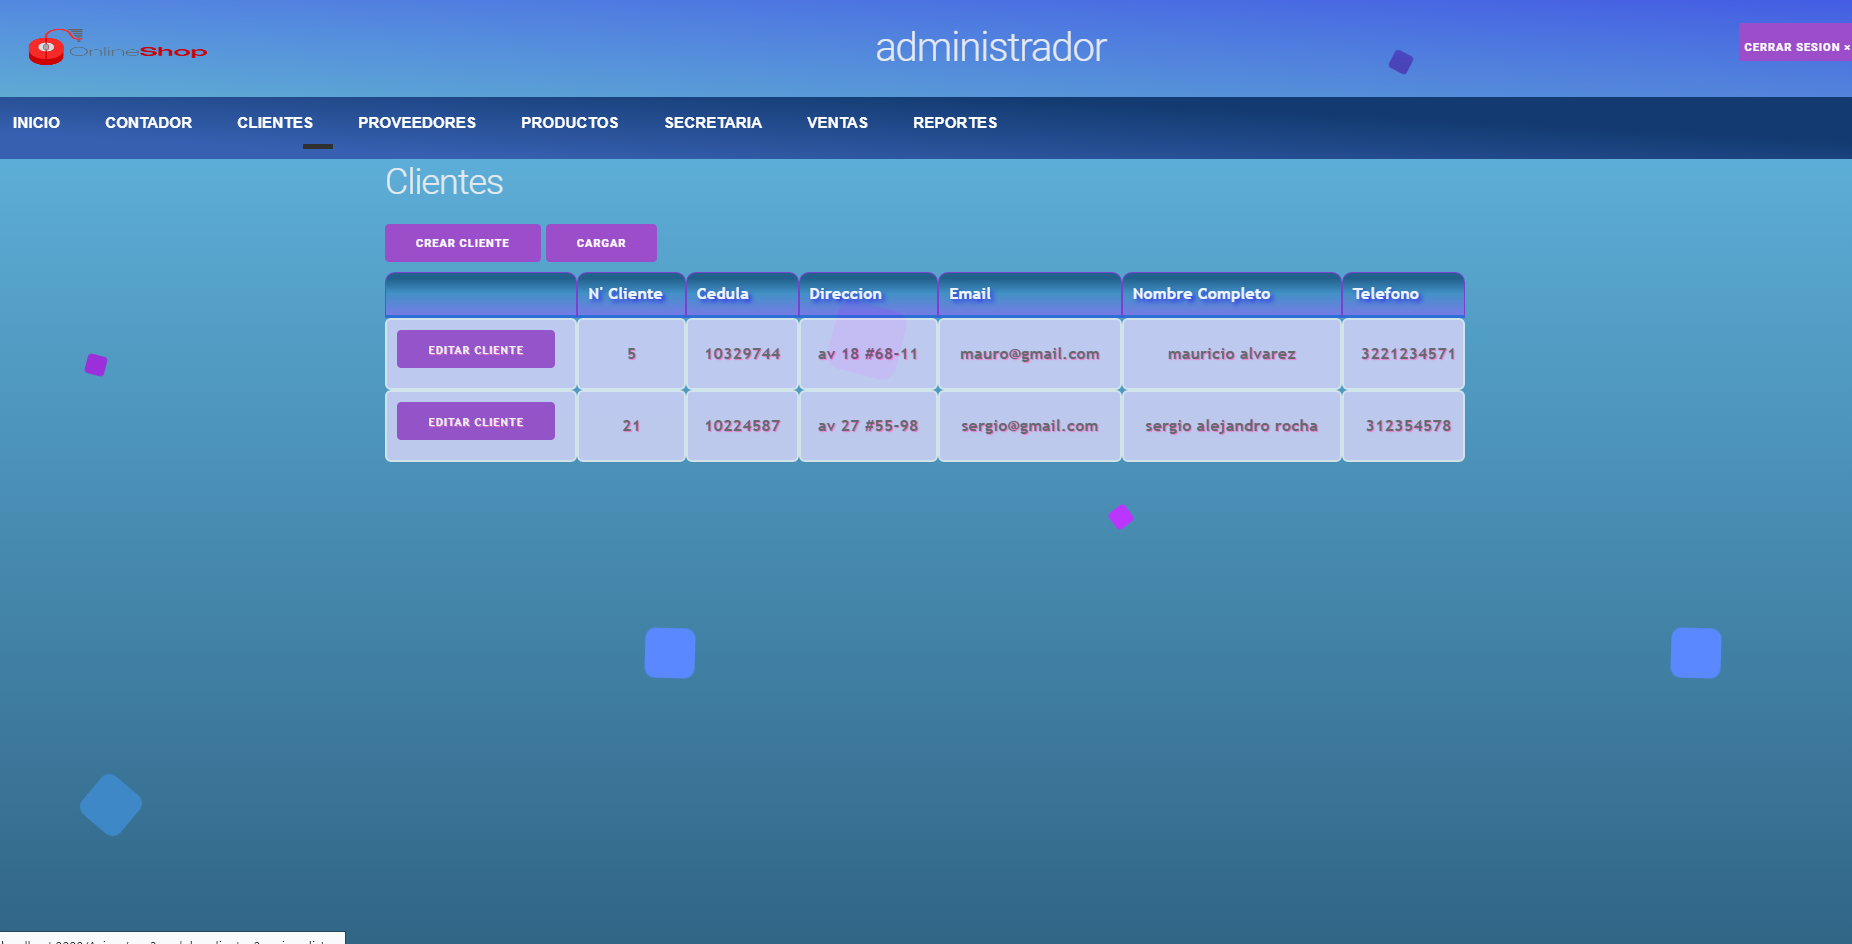 OnlineShop
administrador
CERRAR SESION ×
INICIO CONTADOR CLIENTES PROVEEDORES PRODUCTOS SECRETARIA VENTAS REPORTES
Clientes
CREAR CLIENTE CARGAR
N° Cliente Cedula Direccion Email Nombre Completo Telefono
EDITAR CLIENTE 5 10329744 av 18 #68-11 mauro@gmail.com mauricio alvarez 3221234571
EDITAR CLIENTE 21 10224587 av 27 #55-98 sergio@gmail.com sergio alejandro rocha 312354578